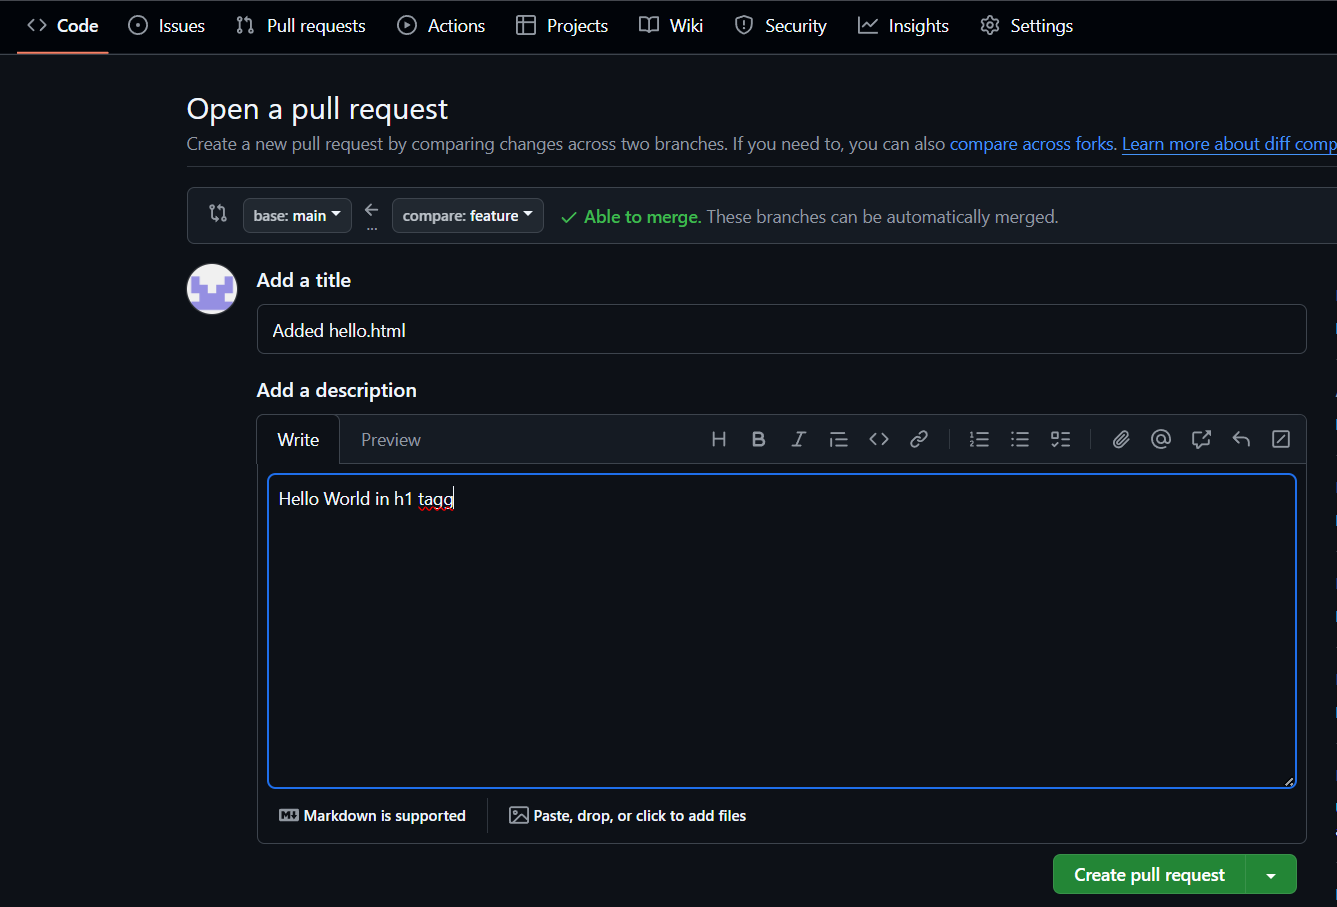 Code Issues Pull requests Actions Projects Wiki Security Insights Settings
Open a pull request
Create a new pull request by comparing changes across two branches. If you need to, you can also compare across forks. Learn more about diff comp
base: main compare: feature Able to merge. These branches can be automatically merged.
Add a title
Added hello.html
Add a description
Write Preview
Hello World in h1 tagg
Markdown is supported Paste, drop, or click to add files
Create pull request